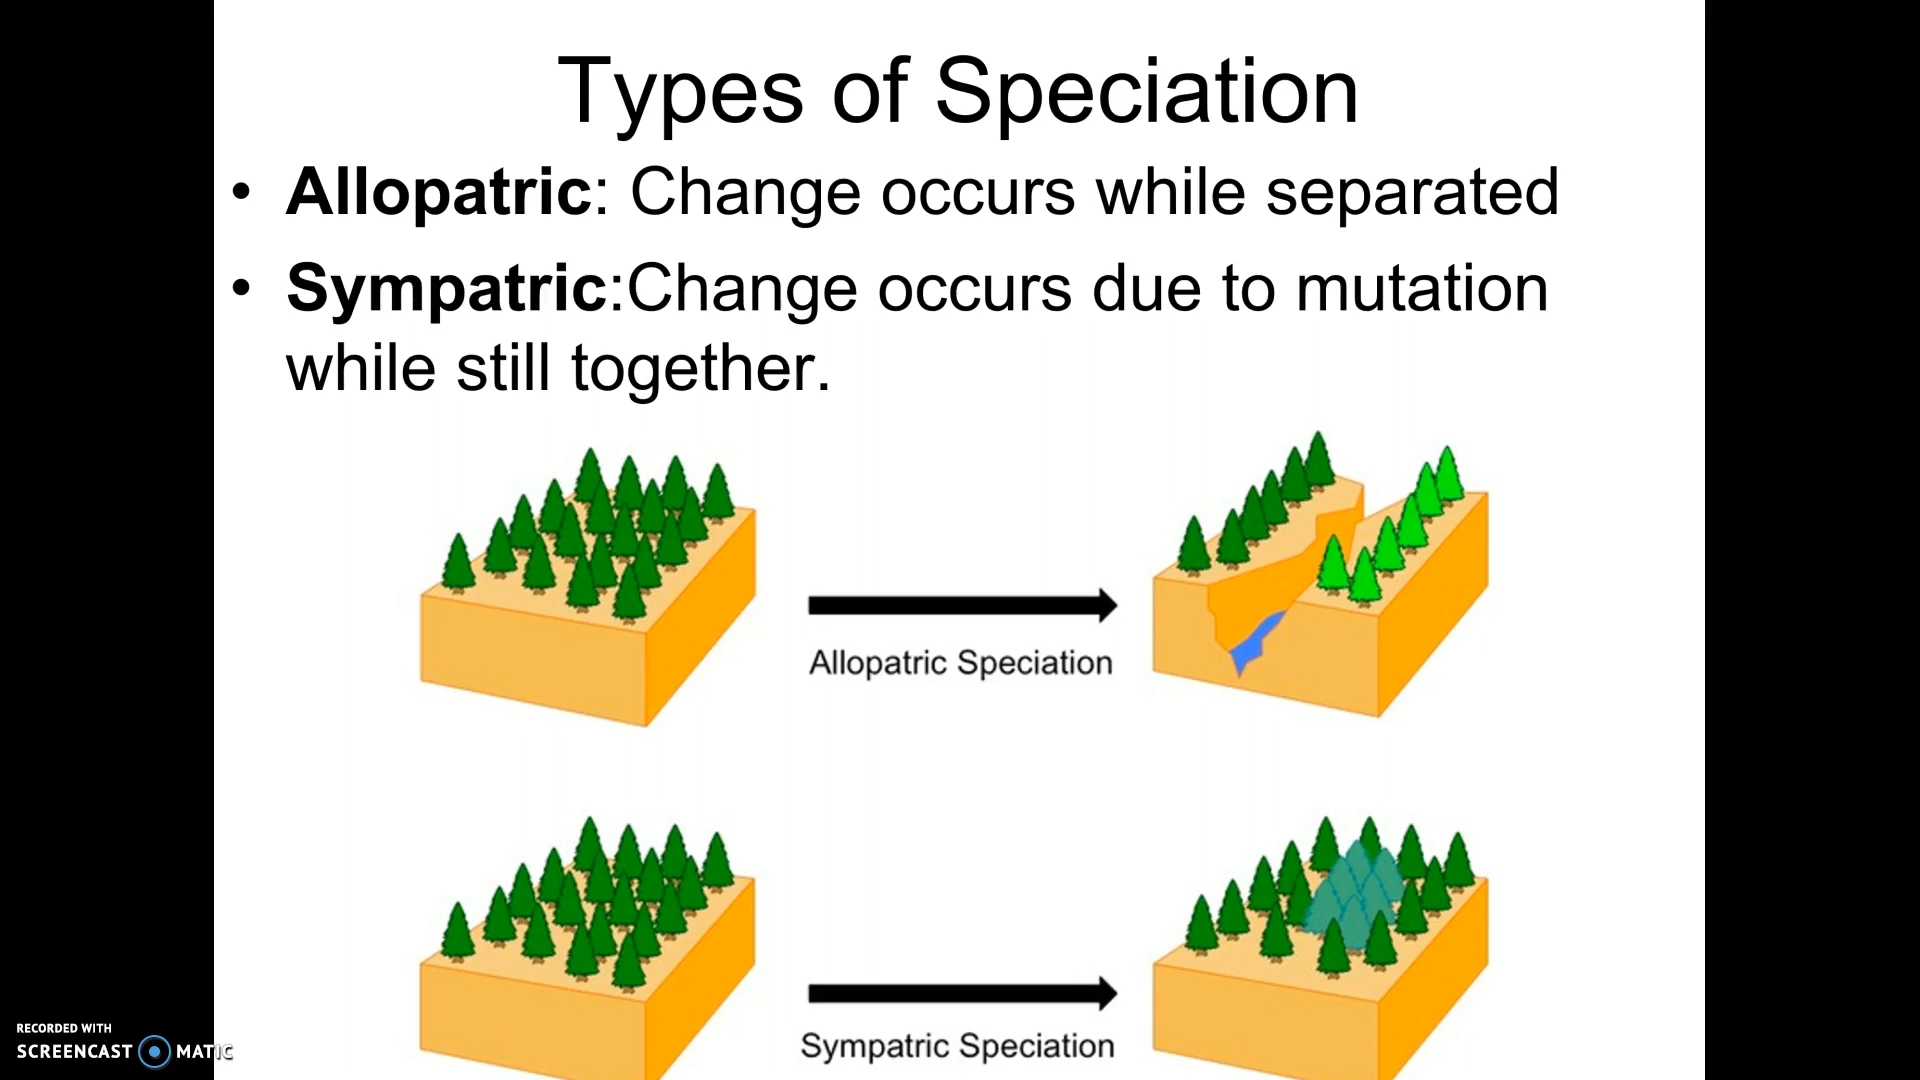 Types of Speciation
• Allopatric: Change occurs while separated
• Sympatric:Change occurs due to mutation
while still together.
Allopatric Speciation
Sympatric Speciation
RECORDED WITH
SCREENCAST MATIC